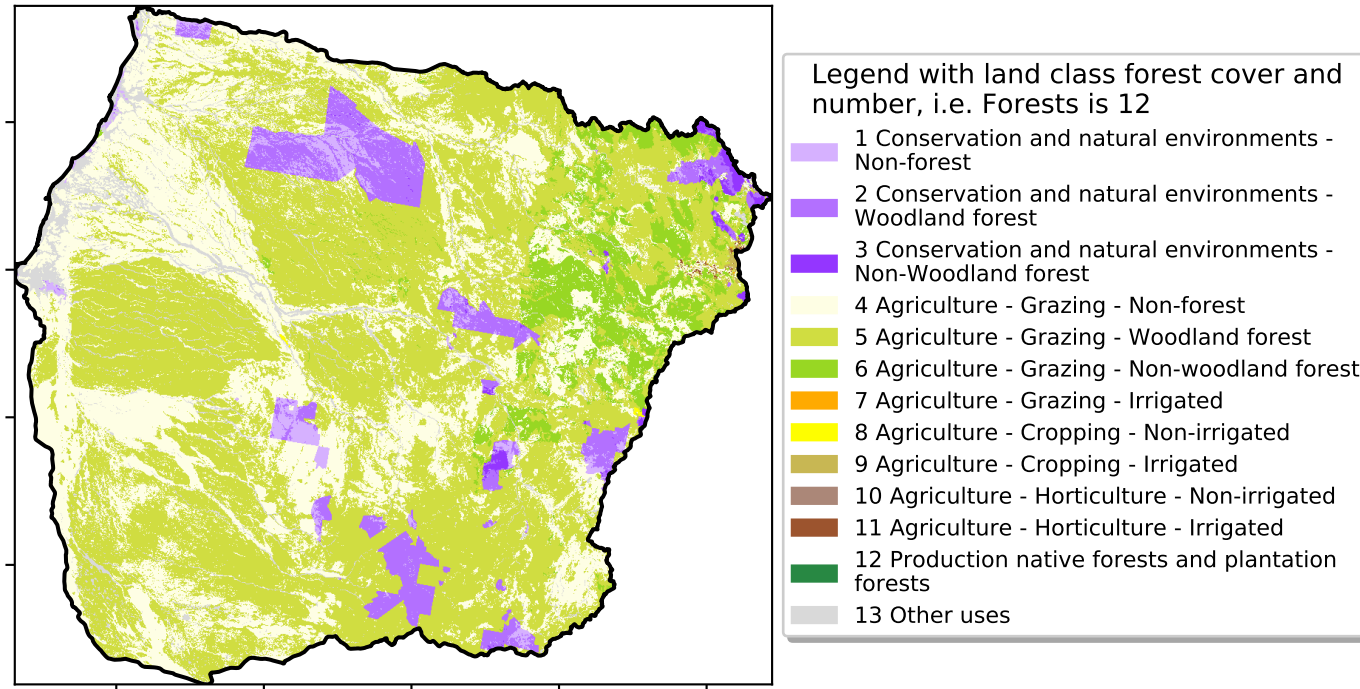 Legend with land class forest cover and
number, i.e. Forests is 12
1 Conservation and natural environments -
Non-forest
2 Conservation and natural environments -
Woodland forest
3 Conservation and natural environments -
Non-Woodland forest
4 Agriculture - Grazing - Non-forest
5 Agriculture - Grazing - Woodland forest
6 Agriculture - Grazing - Non-woodland forest
7 Agriculture - Grazing - Irrigated
8 Agriculture - Cropping - Non-irrigated
9 Agriculture - Cropping - Irrigated
10 Agriculture - Horticulture - Non-irrigated
11 Agriculture - Horticulture - Irrigated
12 Production native forests and plantation
forests
13 Other uses